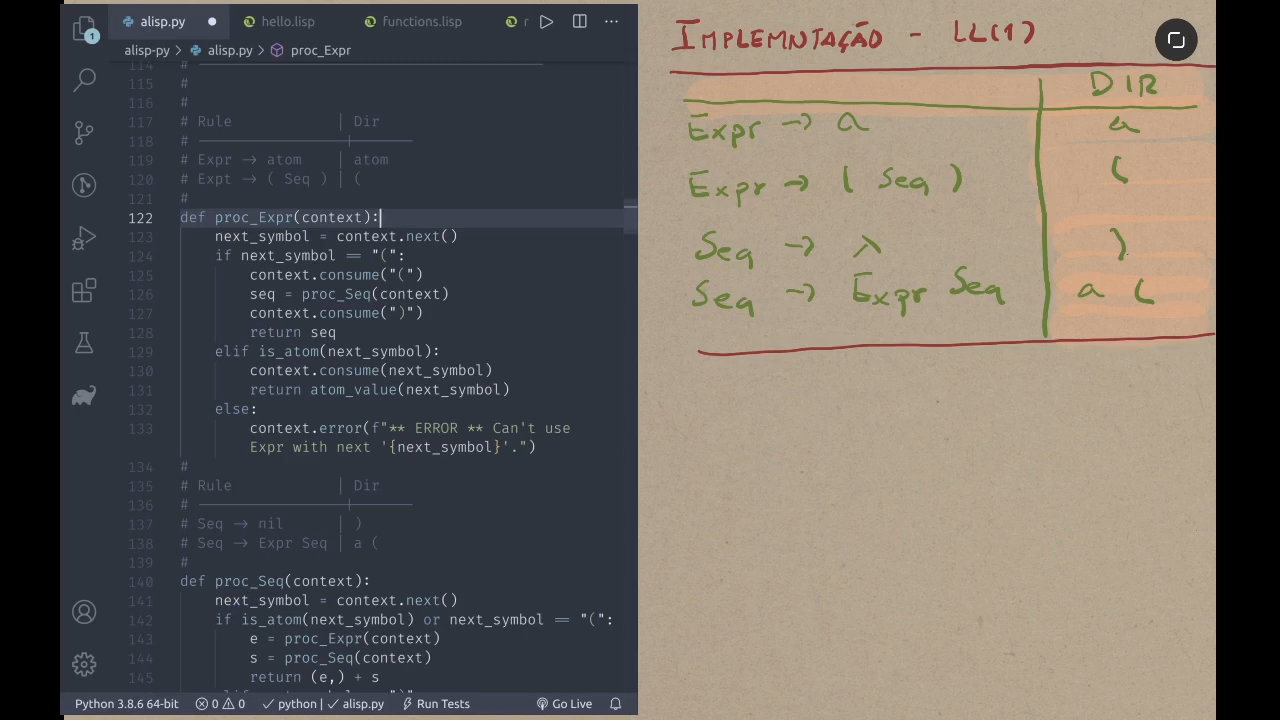 alisp.py
hello.lisp
functions.lisp
alisp.py > alisp.py > proc_Expr
1
114 # ────────────────────
115 #
116 #
117 # Rule | Dir
118 # ────────────────────
119 # Expr → atom | atom
120 # Expt → ( Seq ) | (
121 #
122 def proc_Expr(context):
123 next_symbol = context.next()
124 if next_symbol == "(":
125 context.consume("(")
126 seq = proc_Seq(context)
127 context.consume(")")
128 return seq
129 elif is_atom(next_symbol):
130 context.consume(next_symbol)
131 return atom_value(next_symbol)
132 else:
133 context.error(f"** ERROR ** Can't use
Expr with next '{next_symbol}'.")
134 #
135 # Rule | Dir
136 # ────────────────────
137 # Seq → nil | )
138 # Seq → Expr Seq | a (
139 #
140 def proc_Seq(context):
141 next_symbol = context.next()
142 if is_atom(next_symbol) or next_symbol == "(":
143 e = proc_Expr(context)
144 s = proc_Seq(context)
145 return (e,) + s
Python 3.8.6 64-bit 0 0 python | alisp.py Run Tests Go Live
IMPLEMNTAÇÃO - LL(1)
DIR
Expr → a a
Expr → ( Seq ) (
Seq → λ )
Seq → Expr Seq a (